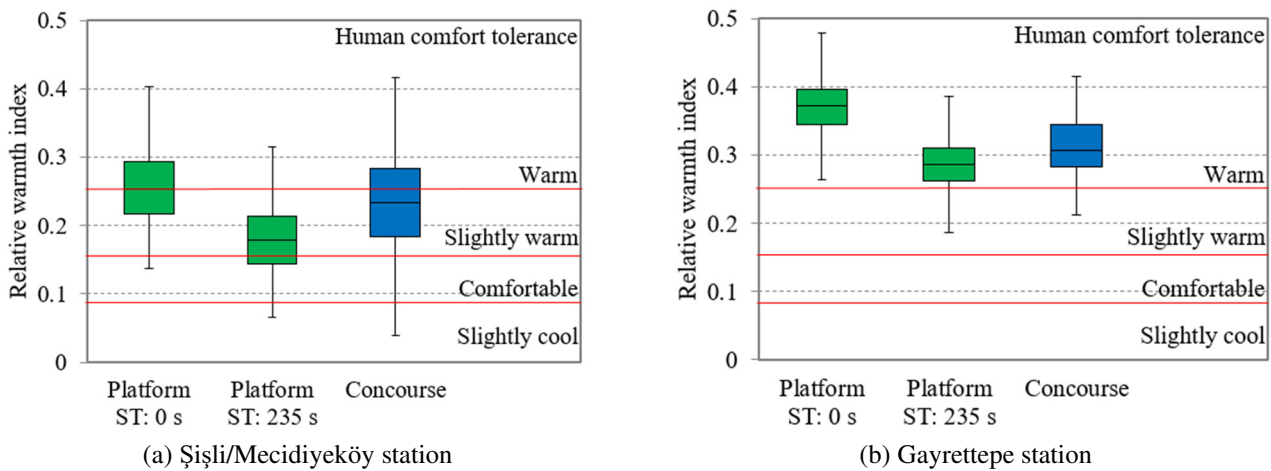 Relative warmth index
0.5
0.4
0.3
0.2
0.1
0
Human comfort tolerance
Warm
Slightly warm
Comfortable
Slightly cool
Platform
ST: 0 s
Platform
ST: 235 s
Concourse
(a) Şişli/Mecidiyeköy station
Relative warmth index
0.5
0.4
0.3
0.2
0.1
0
Human comfort tolerance
Warm
Slightly warm
Comfortable
Slightly cool
Platform
ST: 0 s
Platform
ST: 235 s
Concourse
(b) Gayrettepe station